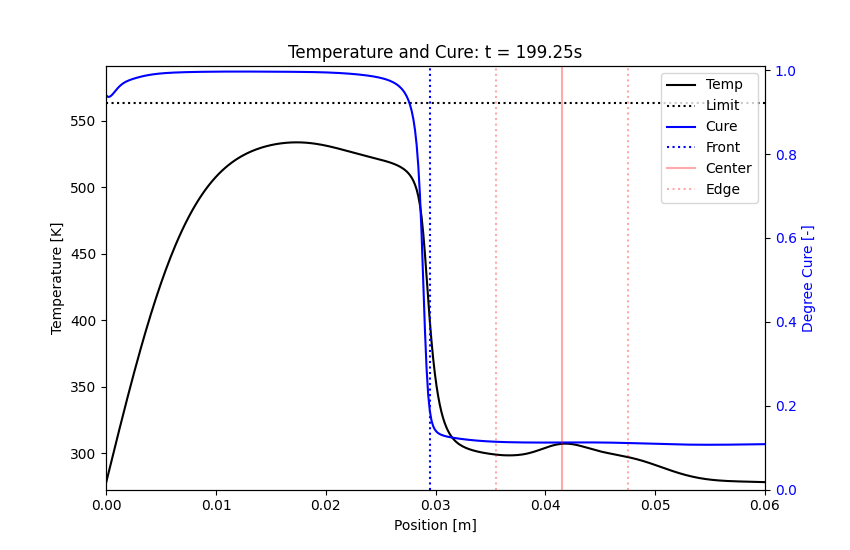 Temperature and Cure: t = 199.25s
Temp
Limit
Cure
Front
Center
Edge
Temperature [K]
550
500
450
400
350
300
Degree Cure [-]
1.0
0.8
0.6
0.4
0.2
0.0
0.00 0.01 0.02 0.03 0.04 0.05 0.06
Position [m]